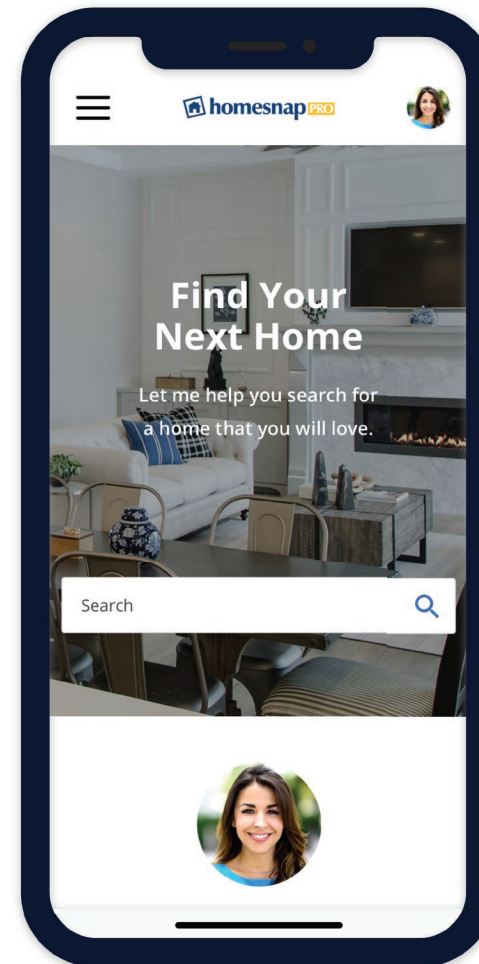 homesnap PRO
Find Your
Next Home
Let me help you search for
a home that you will love.
Search